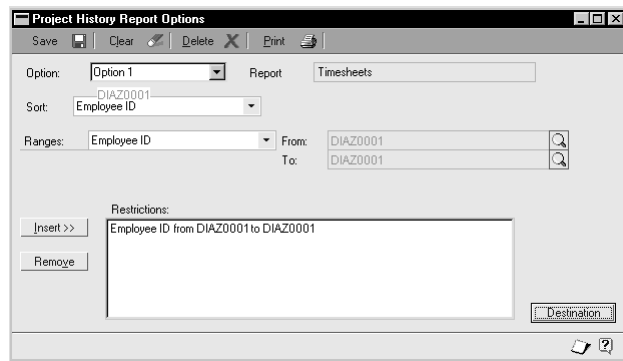 Project History Report Options
Save Clear Delete Print
Option: Option 1 Report Timesheets
DIAZ0001
Sort: Employee ID
Ranges: Employee ID From: DIAZ0001
To: DIAZ0001
Restrictions:
Insert >> Employee ID from DIAZ0001 to DIAZ0001
Remove
Destination